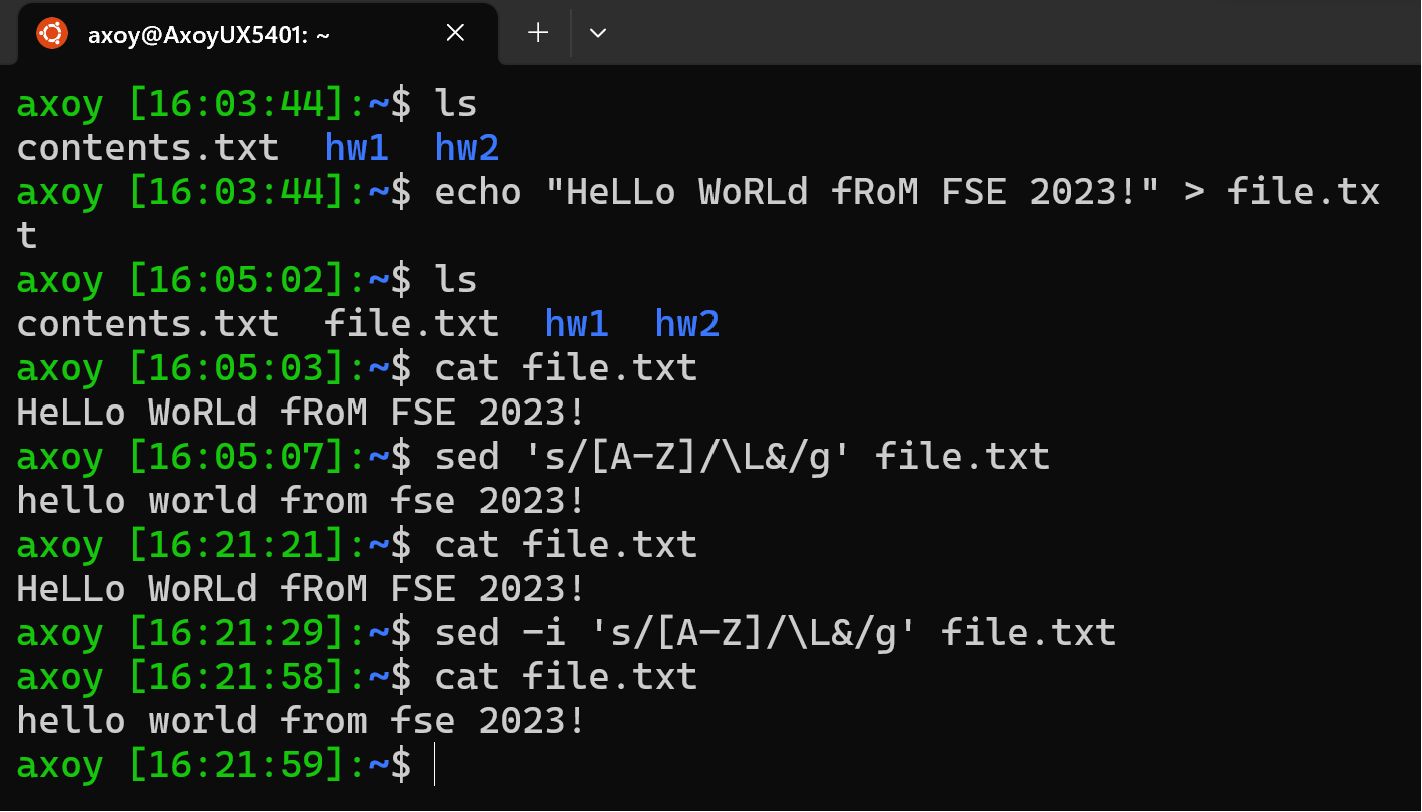 axoy@AxoyUX5401: ~
axoy [16:03:44]:~$ ls
contents.txt  hw1  hw2
axoy [16:03:44]:~$ echo "HeLLo WoRLd fRoM FSE 2023!" > file.tx
t
axoy [16:05:02]:~$ ls
contents.txt  file.txt  hw1  hw2
axoy [16:05:03]:~$ cat file.txt
HeLLo WoRLd fRoM FSE 2023!
axoy [16:05:07]:~$ sed 's/[A-Z]/\L&/g' file.txt
hello world from fse 2023!
axoy [16:21:21]:~$ cat file.txt
HeLLo WoRLd fRoM FSE 2023!
axoy [16:21:29]:~$ sed -i 's/[A-Z]/\L&/g' file.txt
axoy [16:21:58]:~$ cat file.txt
hello world from fse 2023!
axoy [16:21:59]:~$